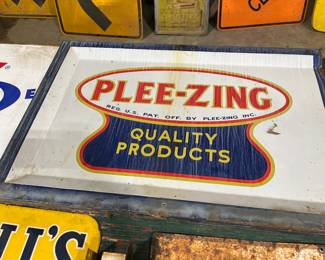 PLEE-ZING
REG. U.S. PAT. OFF. BY PLEE-ZING INC.
QUALITY
PRODUCTS